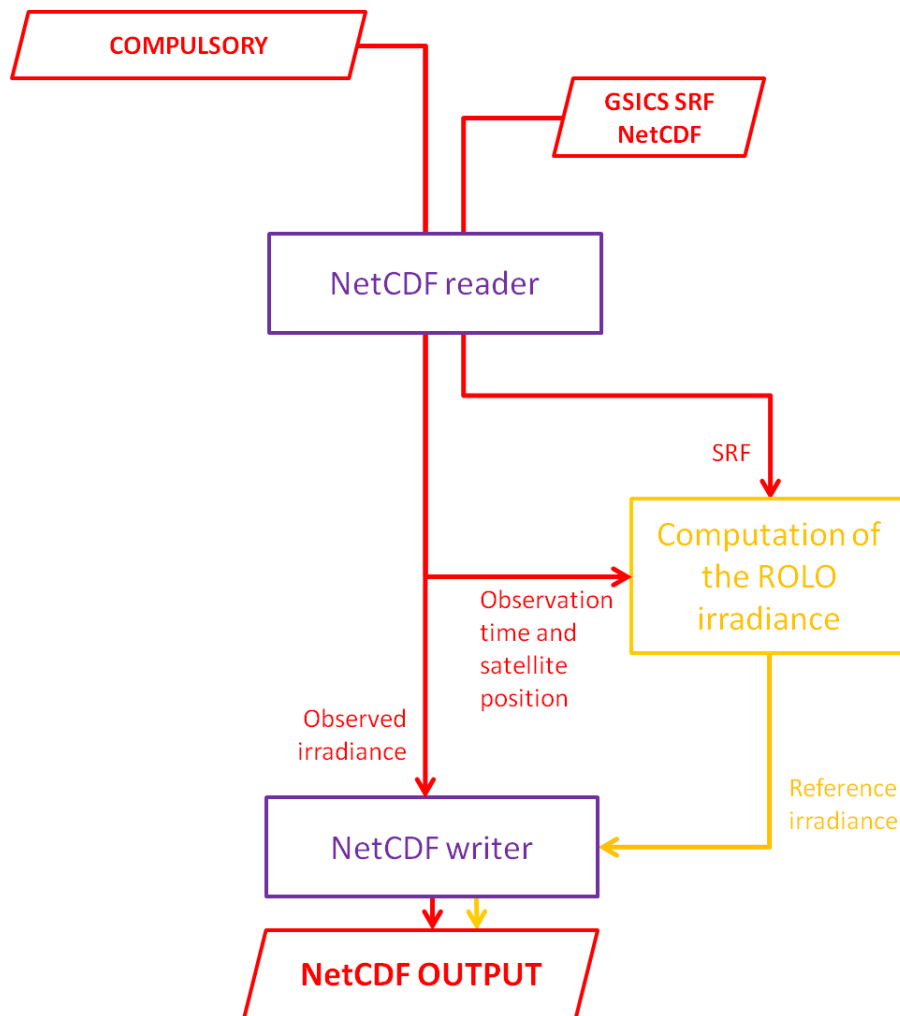 COMPULSORY
GSICS SRF
NetCDF
NetCDF reader
SRF
Computation of
the ROLO
irradiance
Observation
time and
satellite
position
Observed
irradiance
Reference
irradiance
NetCDF writer
NetCDF OUTPUT